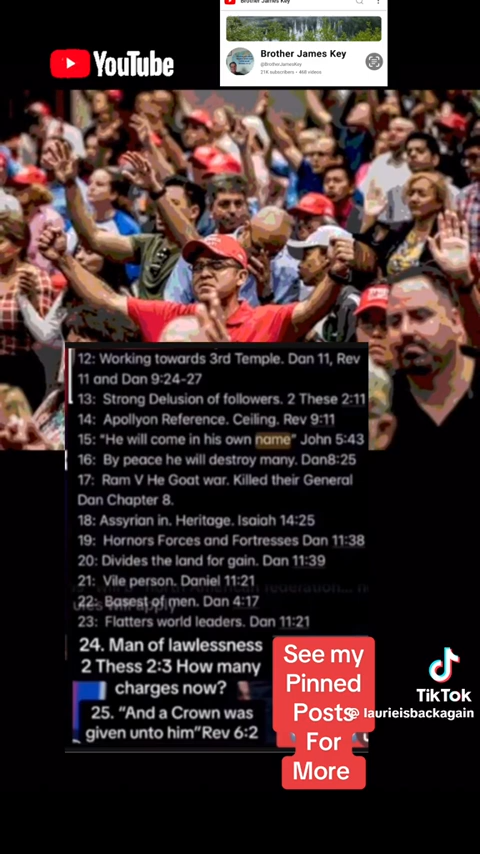 Brother James Key
YouTube
Brother James Key
@BrotherJamesKey
216 subscribers • 468 videos
12: Working towards 3rd Temple. Dan 11, Rev
11 and Dan 9:24-27
13: Strong Delusion of followers. 2 These 2:11
14: Apollyon Reference. Ceiling. Rev 9:11
15: “He will come in his own name” John 5:43
16: By peace he will destroy many. Dan8:25
17: Ram V He Goat war. Killed their General
Dan Chapter 8.
18: Assyrian in. Heritage. Isaiah 14:25
19: Hornors Forces and Fortresses Dan 11:38
20: Divides the land for gain. Dan 11:39
21: Vile person. Daniel 11:21
22: Basest of men. Dan 4:17
23: Flatters world leaders. Dan 11:21
24. Man of lawlessness
2 Thess 2:3 How many
charges now?
25. “And a Crown was
given unto him”Rev 6:2
See my
Pinned
Posts
For
More
TikTok
@ laurieisbackagain